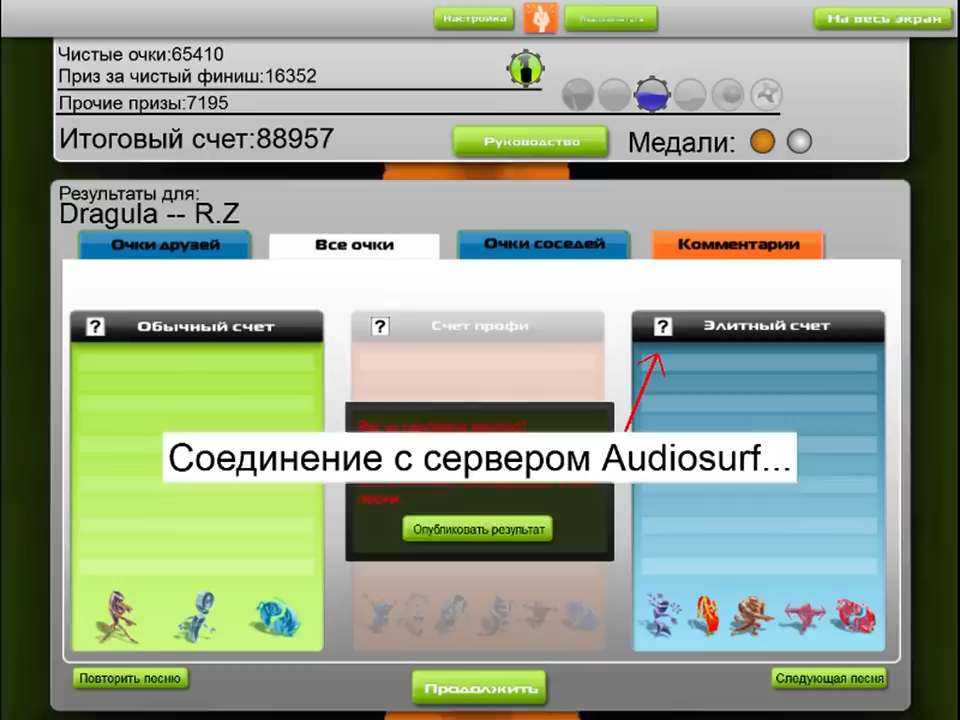 Настройка
На весь экран
Чистые очки:65410
Приз за чистый финиш:16352
Прочие призы:7195
Итоговый счет:88957
Руководство
Медали:
Результаты для:
Dragula -- R.Z
Очки друзей
Все очки
Очки соседей
Комментарии
? Обычный счет
? Счет профи
? Элитный счет
Соединение с сервером Audiosurf...
песни
Опубликовать результат
Повторить песню
Продолжить
Следующая песня